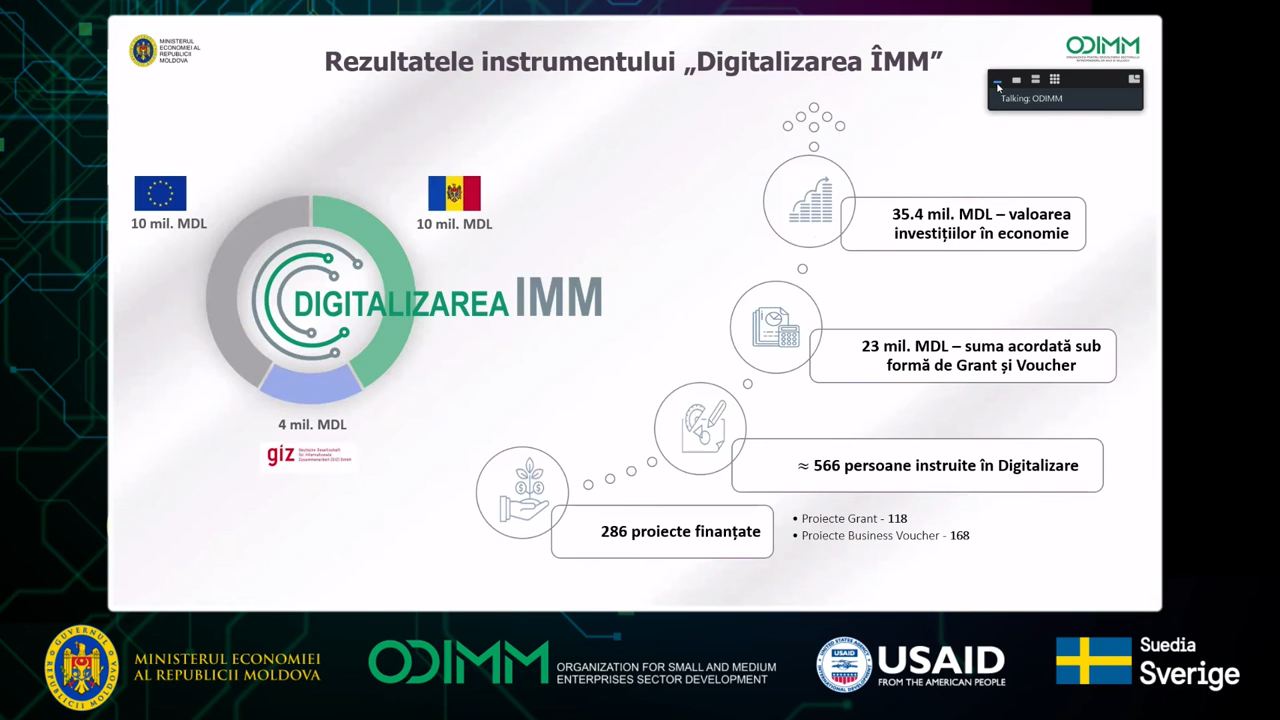 MINISTERUL
ECONOMIEI AL
REPUBLICII
MOLDOVA
Rezultatele instrumentului „Digitalizarea ÎMM”
ODIMM
Talking: ODIMM
10 mil. MDL
10 mil. MDL
35.4 mil. MDL – valoarea
investițiilor în economie
DIGITALIZAREA IMM
23 mil. MDL – suma acordată sub
formă de Grant și Voucher
4 mil. MDL
giz
≈ 566 persoane instruite în Digitalizare
286 proiecte finanțate
• Proiecte Grant - 118
• Proiecte Business Voucher - 168
MINISTERUL ECONOMIEI
AL REPUBLICII MOLDOVA
ODIMM
ORGANIZATION FOR SMALL AND MEDIUM
ENTERPRISES SECTOR DEVELOPMENT
USAID
FROM THE AMERICAN PEOPLE
Suedia
Sverige